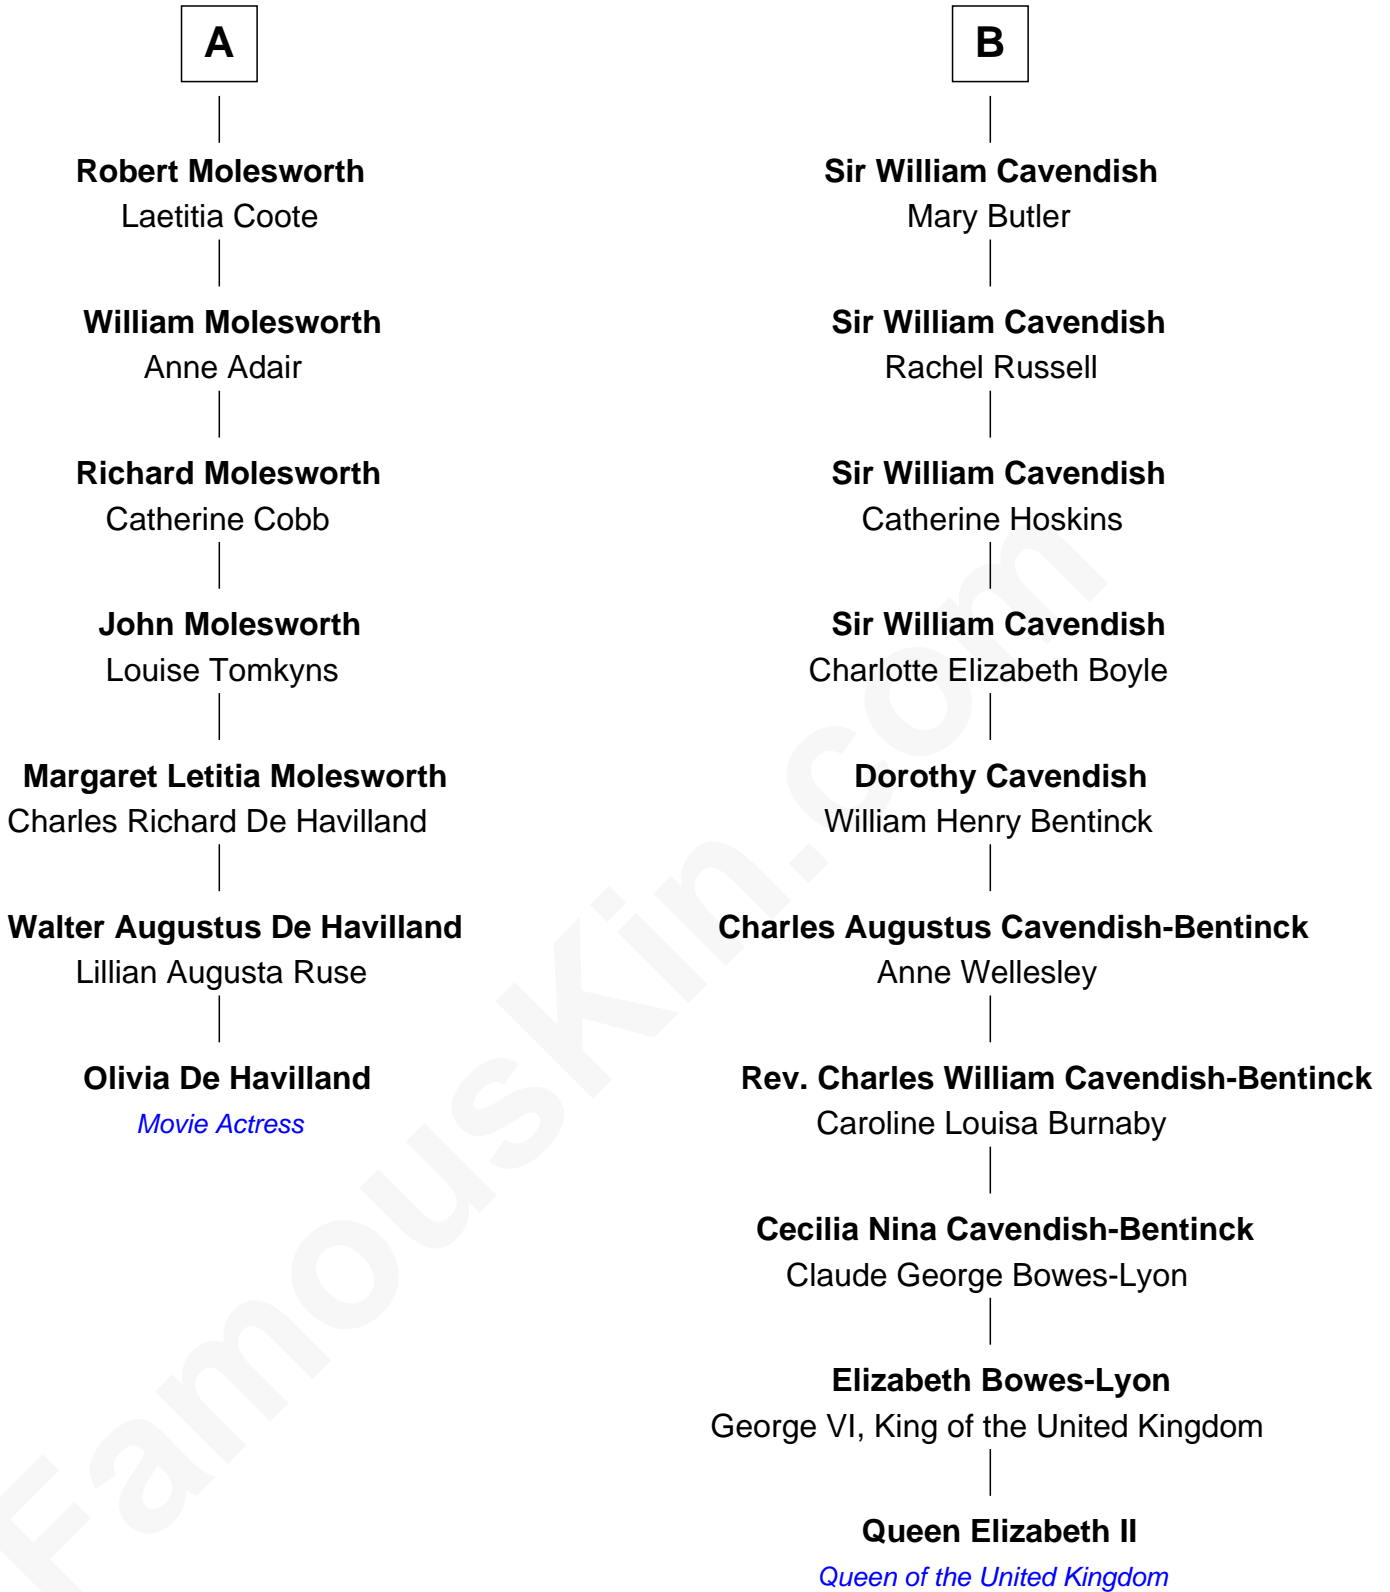 A
Robert Molesworth
Laetitia Coote
William Molesworth
Anne Adair
Richard Molesworth
Catherine Cobb
John Molesworth
Louise Tomkyns
Margaret Letitia Molesworth
Charles Richard De Havilland
Walter Augustus De Havilland
Lillian Augusta Ruse
Olivia De Havilland
Movie Actress
B
Sir William Cavendish
Mary Butler
Sir William Cavendish
Rachel Russell
Sir William Cavendish
Catherine Hoskins
Sir William Cavendish
Charlotte Elizabeth Boyle
Dorothy Cavendish
William Henry Bentinck
Charles Augustus Cavendish-Bentinck
Anne Wellesley
Rev. Charles William Cavendish-Bentinck
Caroline Louisa Burnaby
Cecilia Nina Cavendish-Bentinck
Claude George Bowes-Lyon
Elizabeth Bowes-Lyon
George VI, King of the United Kingdom
Queen Elizabeth II
Queen of the United Kingdom
FamousKin.com